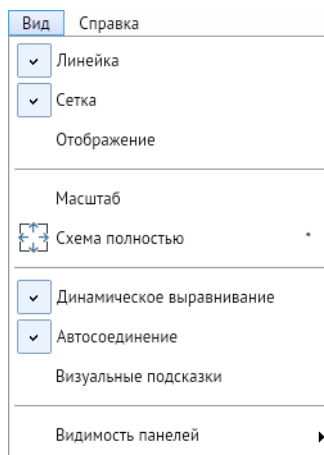 Вид Справка
Линейка
Сетка
Отображение
Масштаб
Схема полностью *
Динамическое выравнивание
Автосоединение
Визуальные подсказки
Видимость панелей